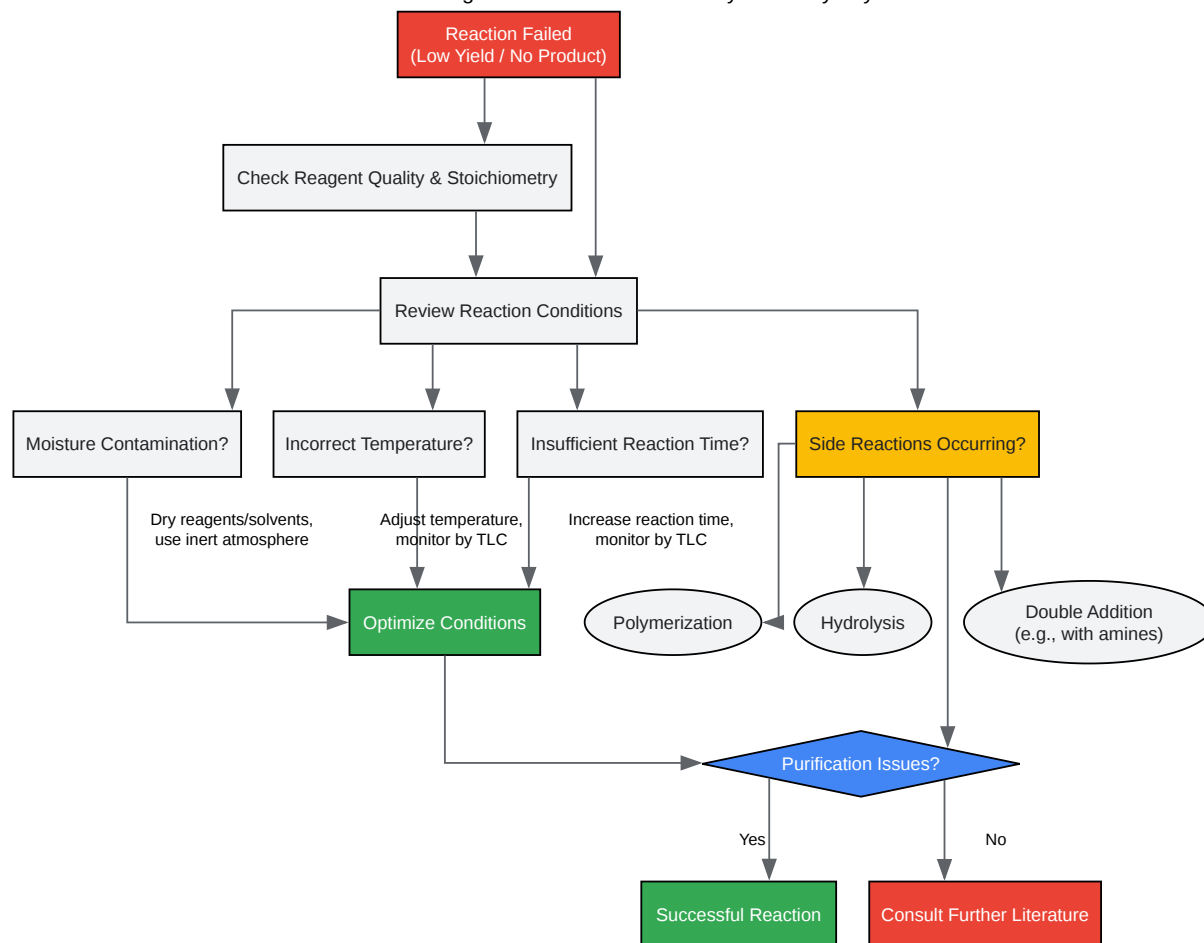 Reaction Failed
(Low Yield / No Product)
Check Reagent Quality & Stoichiometry
Review Reaction Conditions
Moisture Contamination?
Incorrect Temperature?
Insufficient Reaction Time?
Side Reactions Occurring?
Dry reagents/solvents,
use inert atmosphere
Adjust temperature,
monitor by TLC
Increase reaction time,
monitor by TLC
Optimize Conditions
Polymerization
Hydrolysis
Double Addition
(e.g., with amines)
Purification Issues?
Yes
No
Successful Reaction
Consult Further Literature